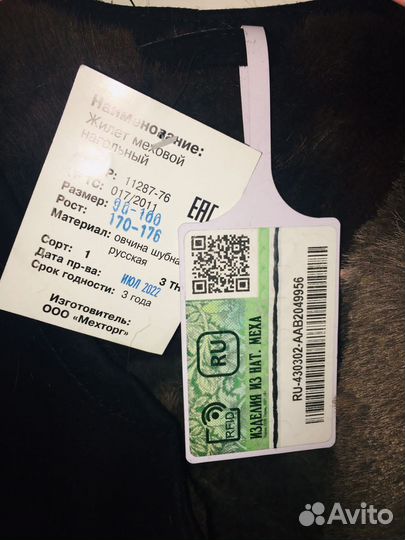 Наименование:
Жилет меховой
нагольный
Р 11287-76
ТО: 017/2011
Размер: 96-100
Рост: 170-176
Материал: овчина шубна
русская
Сорт: 1
Дата пр-ва: ИЮЛ 2022
Срок годности: 3 года
Изготовитель:
ООО «Мехторг»
EAC
RU
RFID
ИЗДЕЛИЯ ИЗ НАТ. МЕХА
RU-430302-AAB2049956
Avito